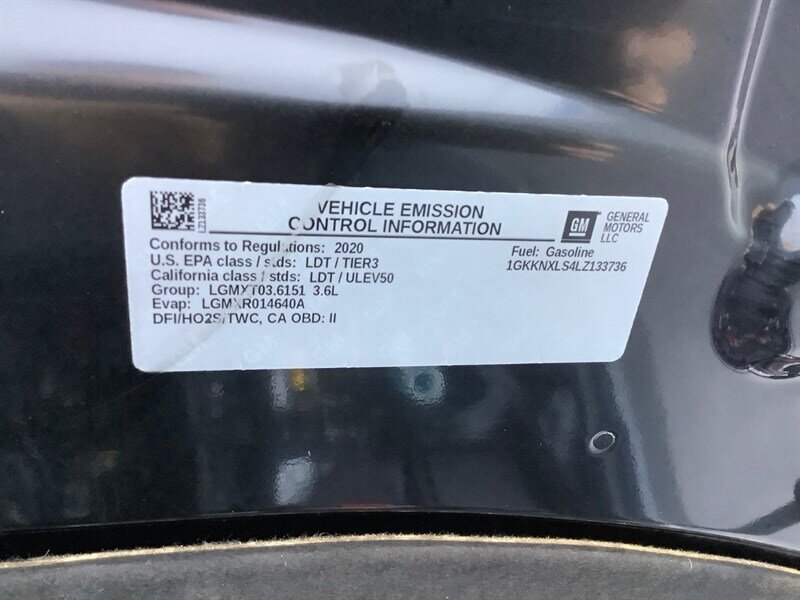 LZ133736
VEHICLE EMISSION
CONTROL INFORMATION
GM
GENERAL
MOTORS
LLC
Conforms to Regulations: 2020
U.S. EPA class / stds: LDT / TIER3
California class / stds: LDT / ULEV50
Group: LGMXT03.6151 3.6L
Evap: LGMXR014640A
DFI/HO2S/TWC, CA OBD: II
Fuel: Gasoline
1GKKNXLS4LZ133736